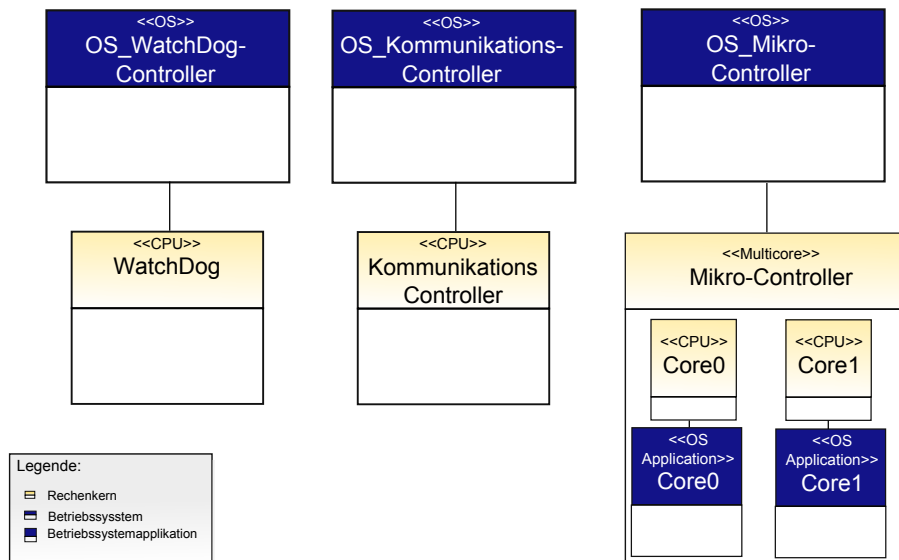 <<OS>>
OS_WatchDog-
Controller
<<OS>>
OS_Kommunikations-
Controller
<<OS>>
OS_Mikro-
Controller
<<CPU>>
WatchDog
<<CPU>>
Kommunikations
Controller
<<Multicore>>
Mikro-Controller
<<CPU>>
Core0
<<CPU>>
Core1
<<OS
Application>>
Core0
<<OS
Application>>
Core1
Legende:
Rechenkern
Betriebssysstem
Betriebssystemapplikation